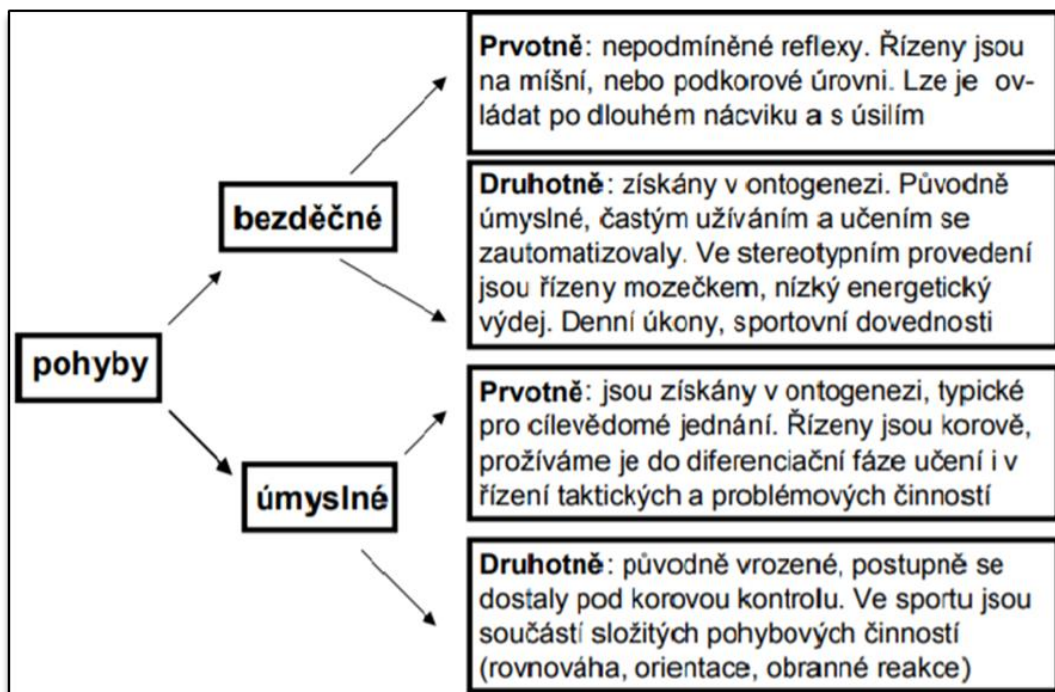 Prvotně: nepodmíněné reflexy. Řízeny jsou
na míšní, nebo podkorové úrovni. Lze je ov-
ládat po dlouhém nácviku a s úsilím
bezděčné
Druhotně: získány v ontogenezi. Původně
úmyslné, častým užíváním a učením se
zautomatizovaly. Ve stereotypním provedení
jsou řízeny mozečkem, nízký energetický
výdej. Denní úkony, sportovní dovednosti
pohyby
Prvotně: jsou získány v ontogenezi, typické
pro cílevědomé jednání. Řízeny jsou korově,
prožíváme je do diferenciační fáze učení i v
řízení taktických a problémových činností
úmyslné
Druhotně: původně vrozené, postupně se
dostaly pod korovou kontrolu. Ve sportu jsou
součástí složitých pohybových činností
(rovnováha, orientace, obranné reakce)